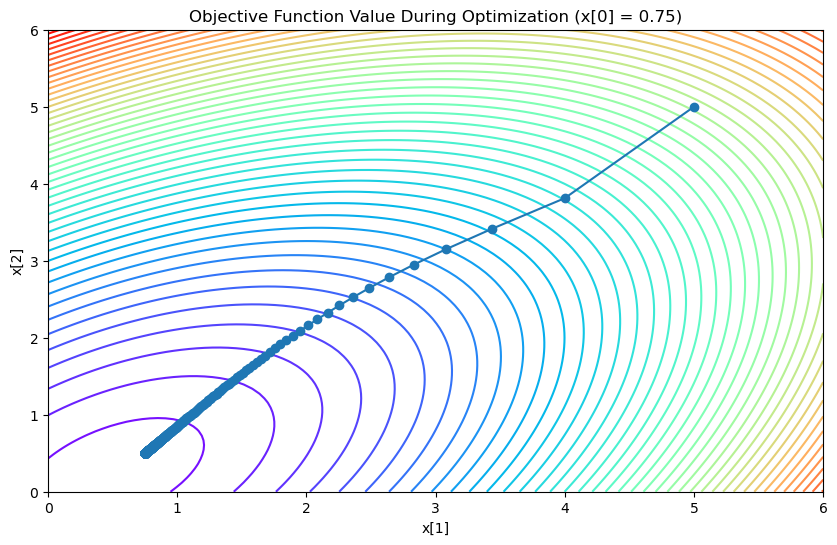 Objective Function Value During Optimization (x[0] = 0.75)
6
5
4
3
2
1
0
x[2]
0 1 2 3 4 5 6
x[1]